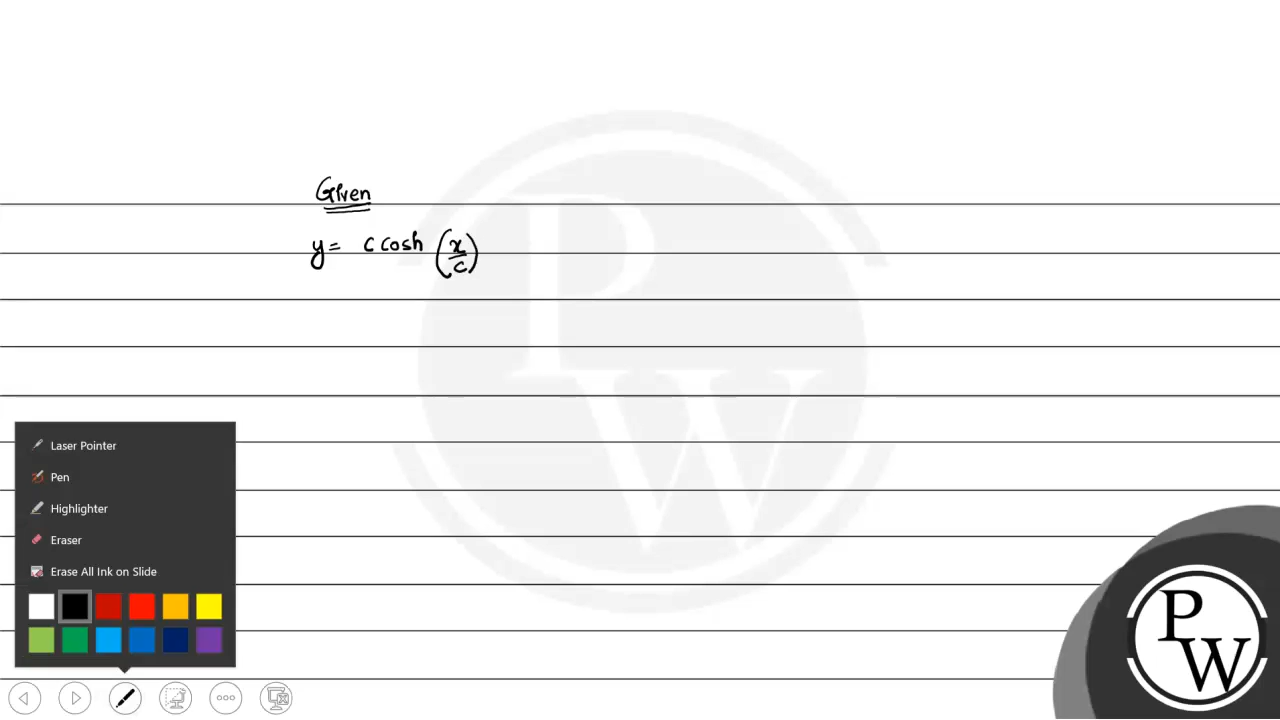 Given
y = c cosh (x/c)
Laser Pointer
Pen
Highlighter
Eraser
Erase All Ink on Slide
P
W
P
W